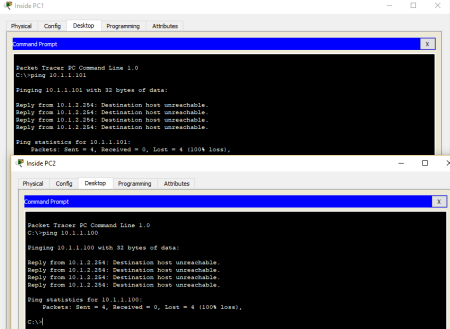 Inside PC1
Physical Config Desktop Programming Attributes
Command Prompt X
Packet Tracer PC Command Line 1.0
C:\>ping 10.1.1.101
Pinging 10.1.1.101 with 32 bytes of data:
Reply from 10.1.2.254: Destination host unreachable.
Reply from 10.1.2.254: Destination host unreachable.
Reply from 10.1.2.254: Destination host unreachable.
Reply from 10.1.2.254: Destination host unreachable.
Ping statistics for 10.1.1.101:
Packets: Sent = 4, Received = 0, Lost = 4 (100% loss),
Inside PC2
Physical Config Desktop Programming Attributes
Command Prompt X
Packet Tracer PC Command Line 1.0
C:\>ping 10.1.1.100
Pinging 10.1.1.100 with 32 bytes of data:
Reply from 10.1.2.254: Destination host unreachable.
Reply from 10.1.2.254: Destination host unreachable.
Reply from 10.1.2.254: Destination host unreachable.
Reply from 10.1.2.254: Destination host unreachable.
Ping statistics for 10.1.1.100:
Packets: Sent = 4, Received = 0, Lost = 4 (100% loss),
C:\>